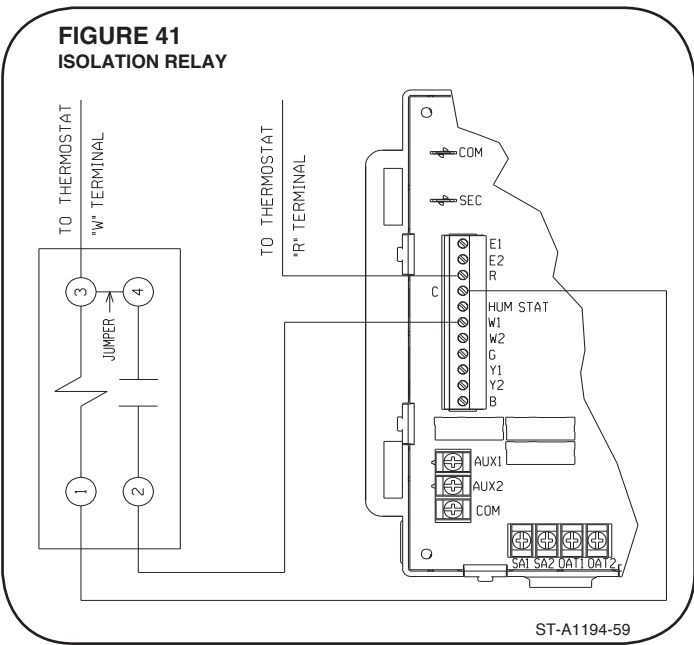 FIGURE 41
ISOLATION RELAY
TO THERMOSTAT
"W" TERMINAL
TO THERMOSTAT
"R" TERMINAL
COM
SEC
E1
E2
R
C
HUM STAT
W1
W2
G
Y1
Y2
B
3
4
JUMPER
1
2
AUX1
AUX2
COM
SA1 SA2 OAT1 OAT2
ST-A1194-59